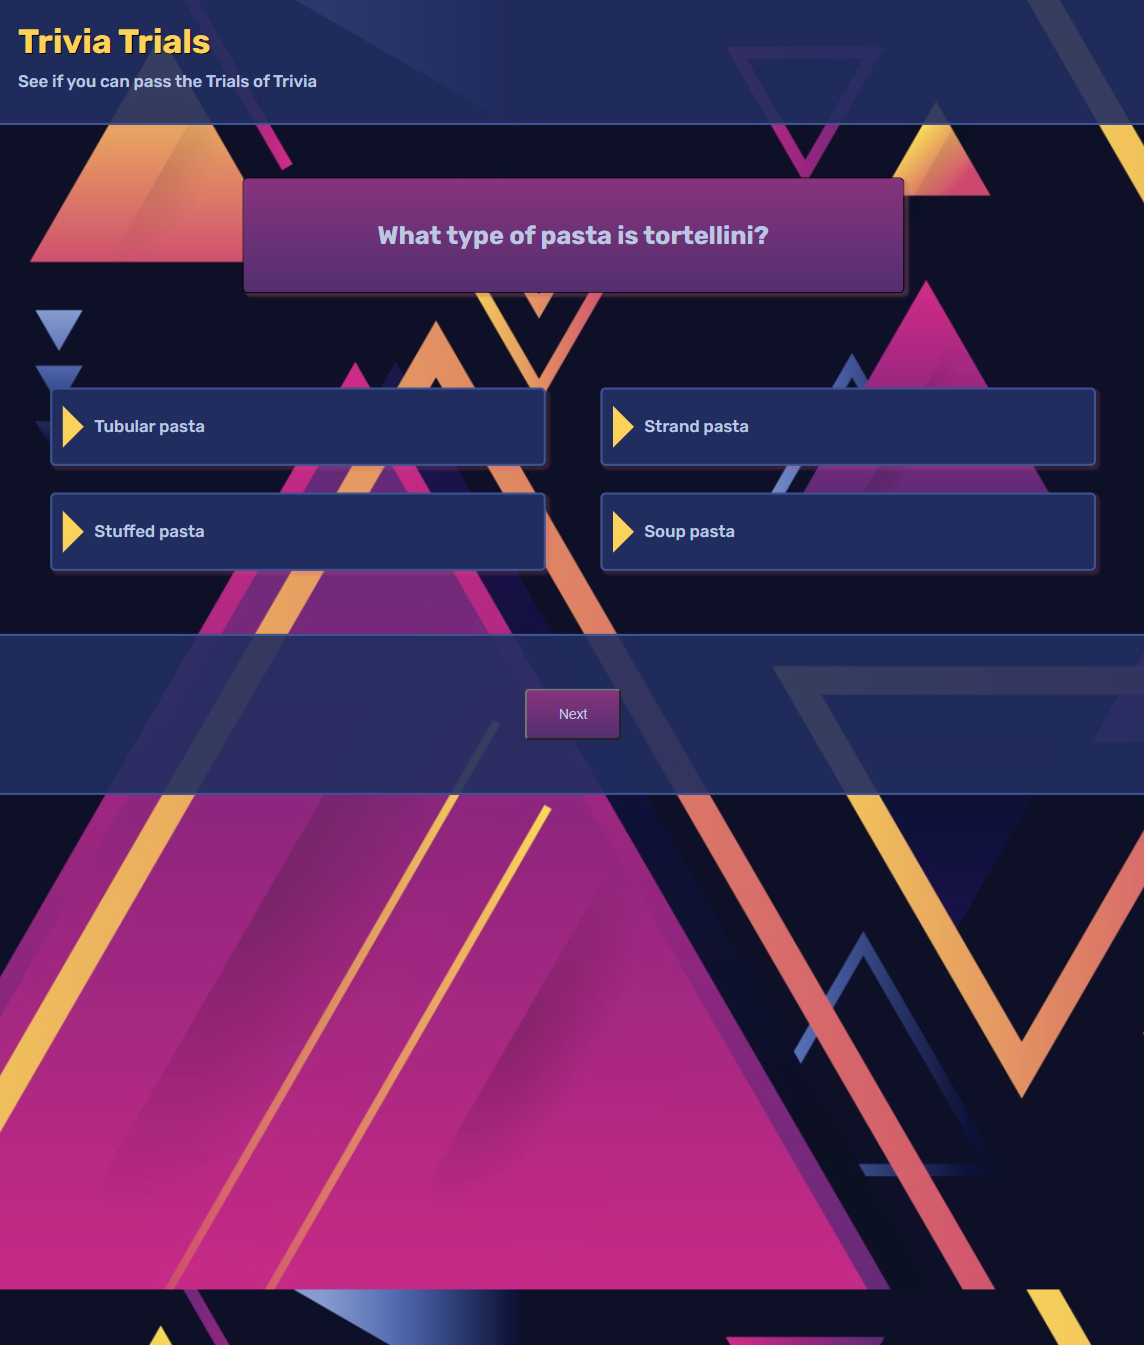 Trivia Trials
See if you can pass the Trials of Trivia
What type of pasta is tortellini?
Tubular pasta
Strand pasta
Stuffed pasta
Soup pasta
Next